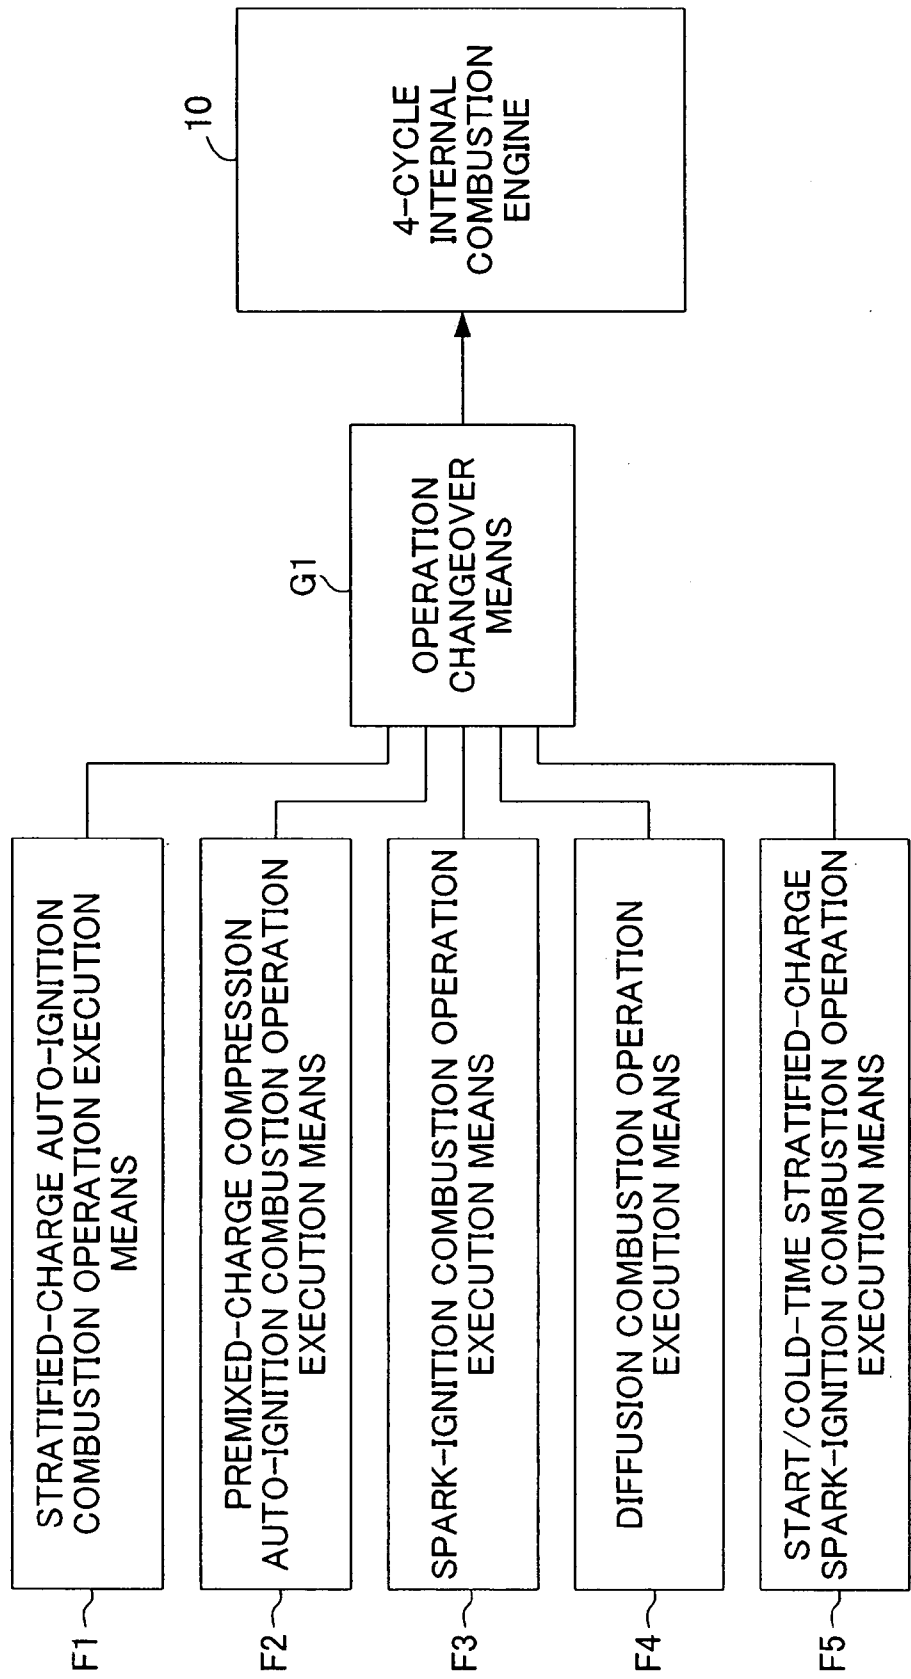 F1
STRATIFIED-CHARGE AUTO-IGNITION
COMBUSTION OPERATION EXECUTION
MEANS
F2
PREMIXED-CHARGE COMPRESSION
AUTO-IGNITION COMBUSTION OPERATION
EXECUTION MEANS
F3
SPARK-IGNITION COMBUSTION OPERATION
EXECUTION MEANS
F4
DIFFUSION COMBUSTION OPERATION
EXECUTION MEANS
F5
START/COLD-TIME STRATIFIED-CHARGE
SPARK-IGNITION COMBUSTION OPERATION
EXECUTION MEANS
G1
OPERATION
CHANGEOVER
MEANS
10
4-CYCLE
INTERNAL
COMBUSTION
ENGINE